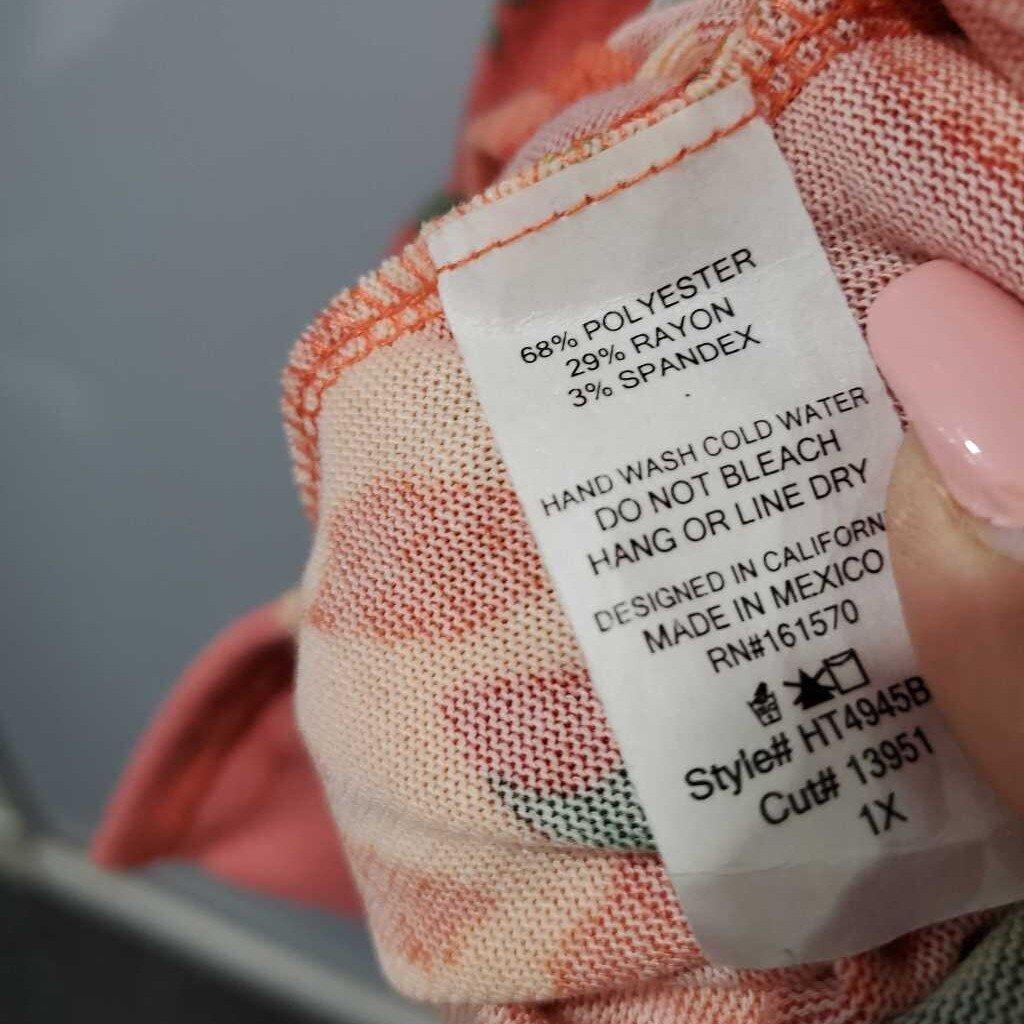 68% POLYESTER
29% RAYON
3% SPANDEX
HAND WASH COLD WATER
DO NOT BLEACH
HANG OR LINE DRY
DESIGNED IN CALIFORN
MADE IN MEXICO
RN#161570
Style# HT4945B
Cut# 13951
1X